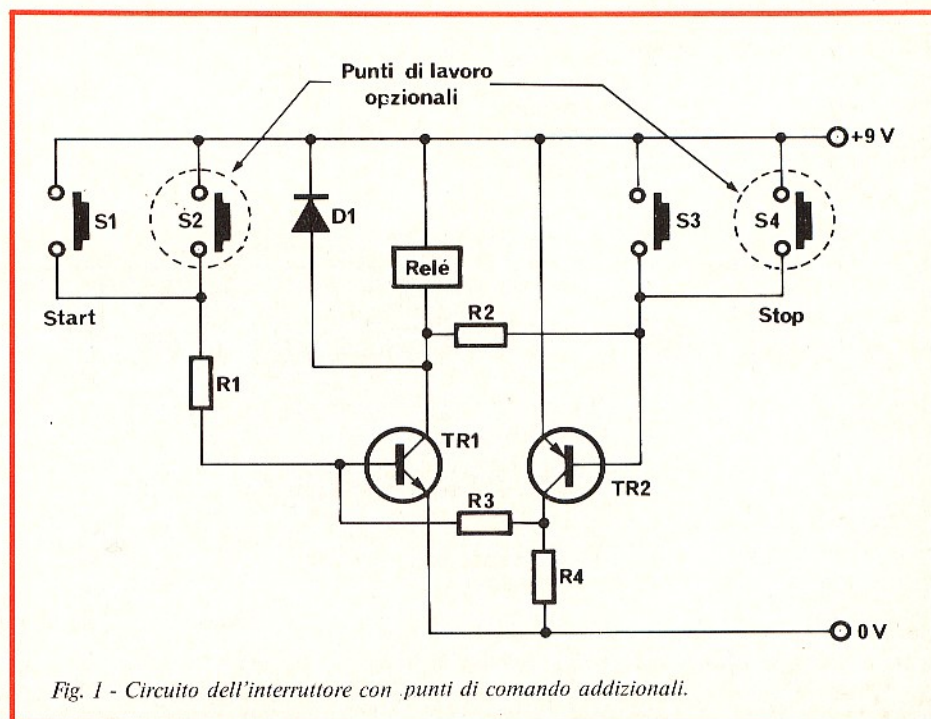 Punti di lavoro
opzionali
+9 V
S1
S2
D1
S3
S4
Relé
Start
R2
Stop
R1
TR1
TR2
R3
R4
0 V
Fig. 1 - Circuito dell'interruttore con punti di comando addizionali.